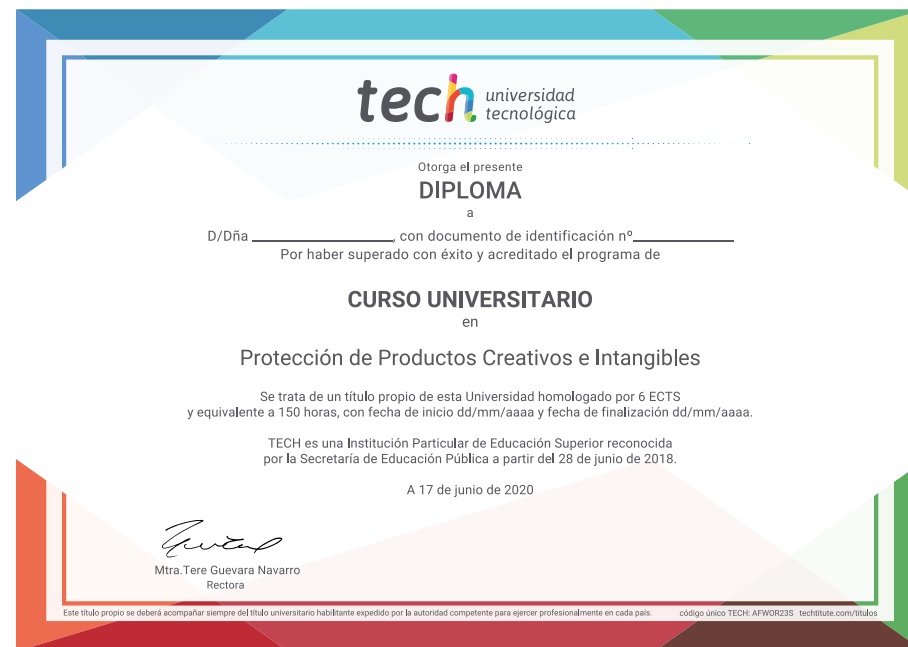 tech universidad
tecnológica
Otorga el presente
DIPLOMA
a
D/Dña ____________________, con documento de identificación nº______________
Por haber superado con éxito y acreditado el programa de
CURSO UNIVERSITARIO
en
Protección de Productos Creativos e Intangibles
Se trata de un título propio de esta Universidad homologado por 6 ECTS
y equivalente a 150 horas, con fecha de inicio dd/mm/aaaa y fecha de finalización dd/mm/aaaa.
TECH es una Institución Particular de Educación Superior reconocida
por la Secretaría de Educación Pública a partir del 28 de junio de 2018.
A 17 de junio de 2020
Mtra.Tere Guevara Navarro
Rectora
Este título propio se deberá acompañar siempre del título universitario habilitante expedido por la autoridad competente para ejercer profesionalmente en cada país. código único TECH: AFWOR23S techtitute.com/titulos